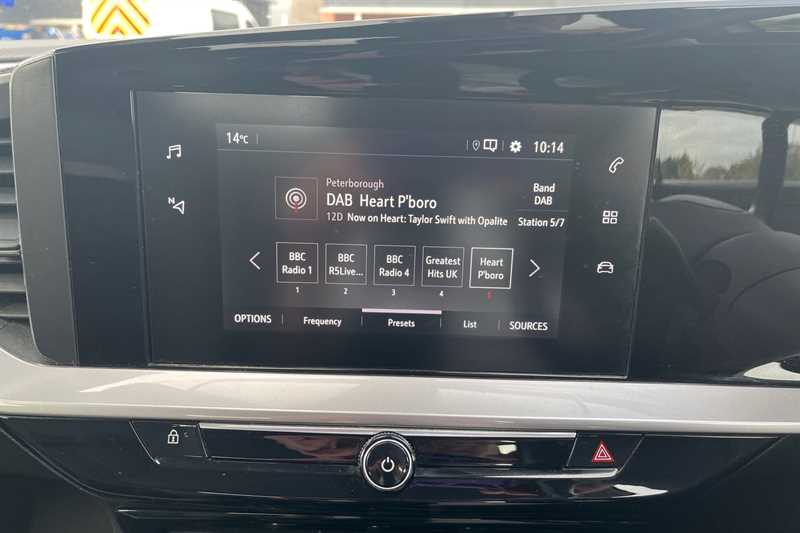 14°C
10:14
N
Peterborough
DAB Heart P'boro
12D Now on Heart: Taylor Swift with Opalite
Band
DAB
Station 5/7
BBC
Radio 1
BBC
R5Live...
BBC
Radio 4
Greatest
Hits UK
Heart
P'boro
1
2
3
4
5
OPTIONS
Frequency
Presets
List
SOURCES